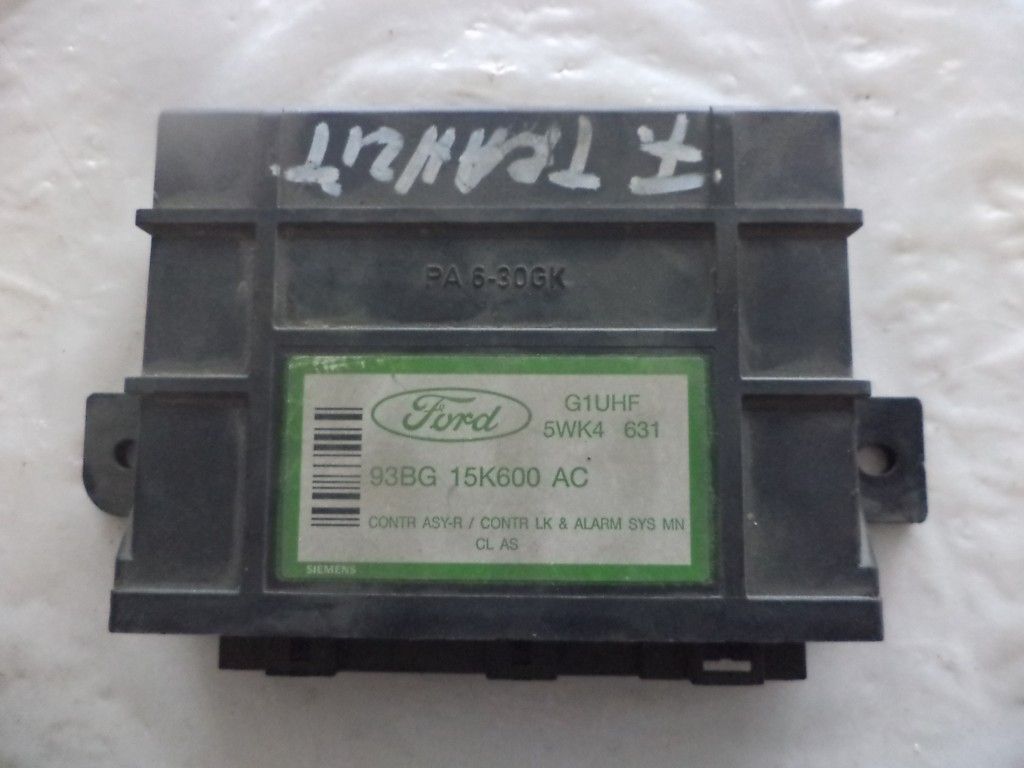 F. TRANZIT
PA 6-30GK
Ford
G1UHF
5WK4 631
93BG 15K600 AC
CONTR ASY-R / CONTR LK & ALARM SYS MN
CL AS
SIEMENS